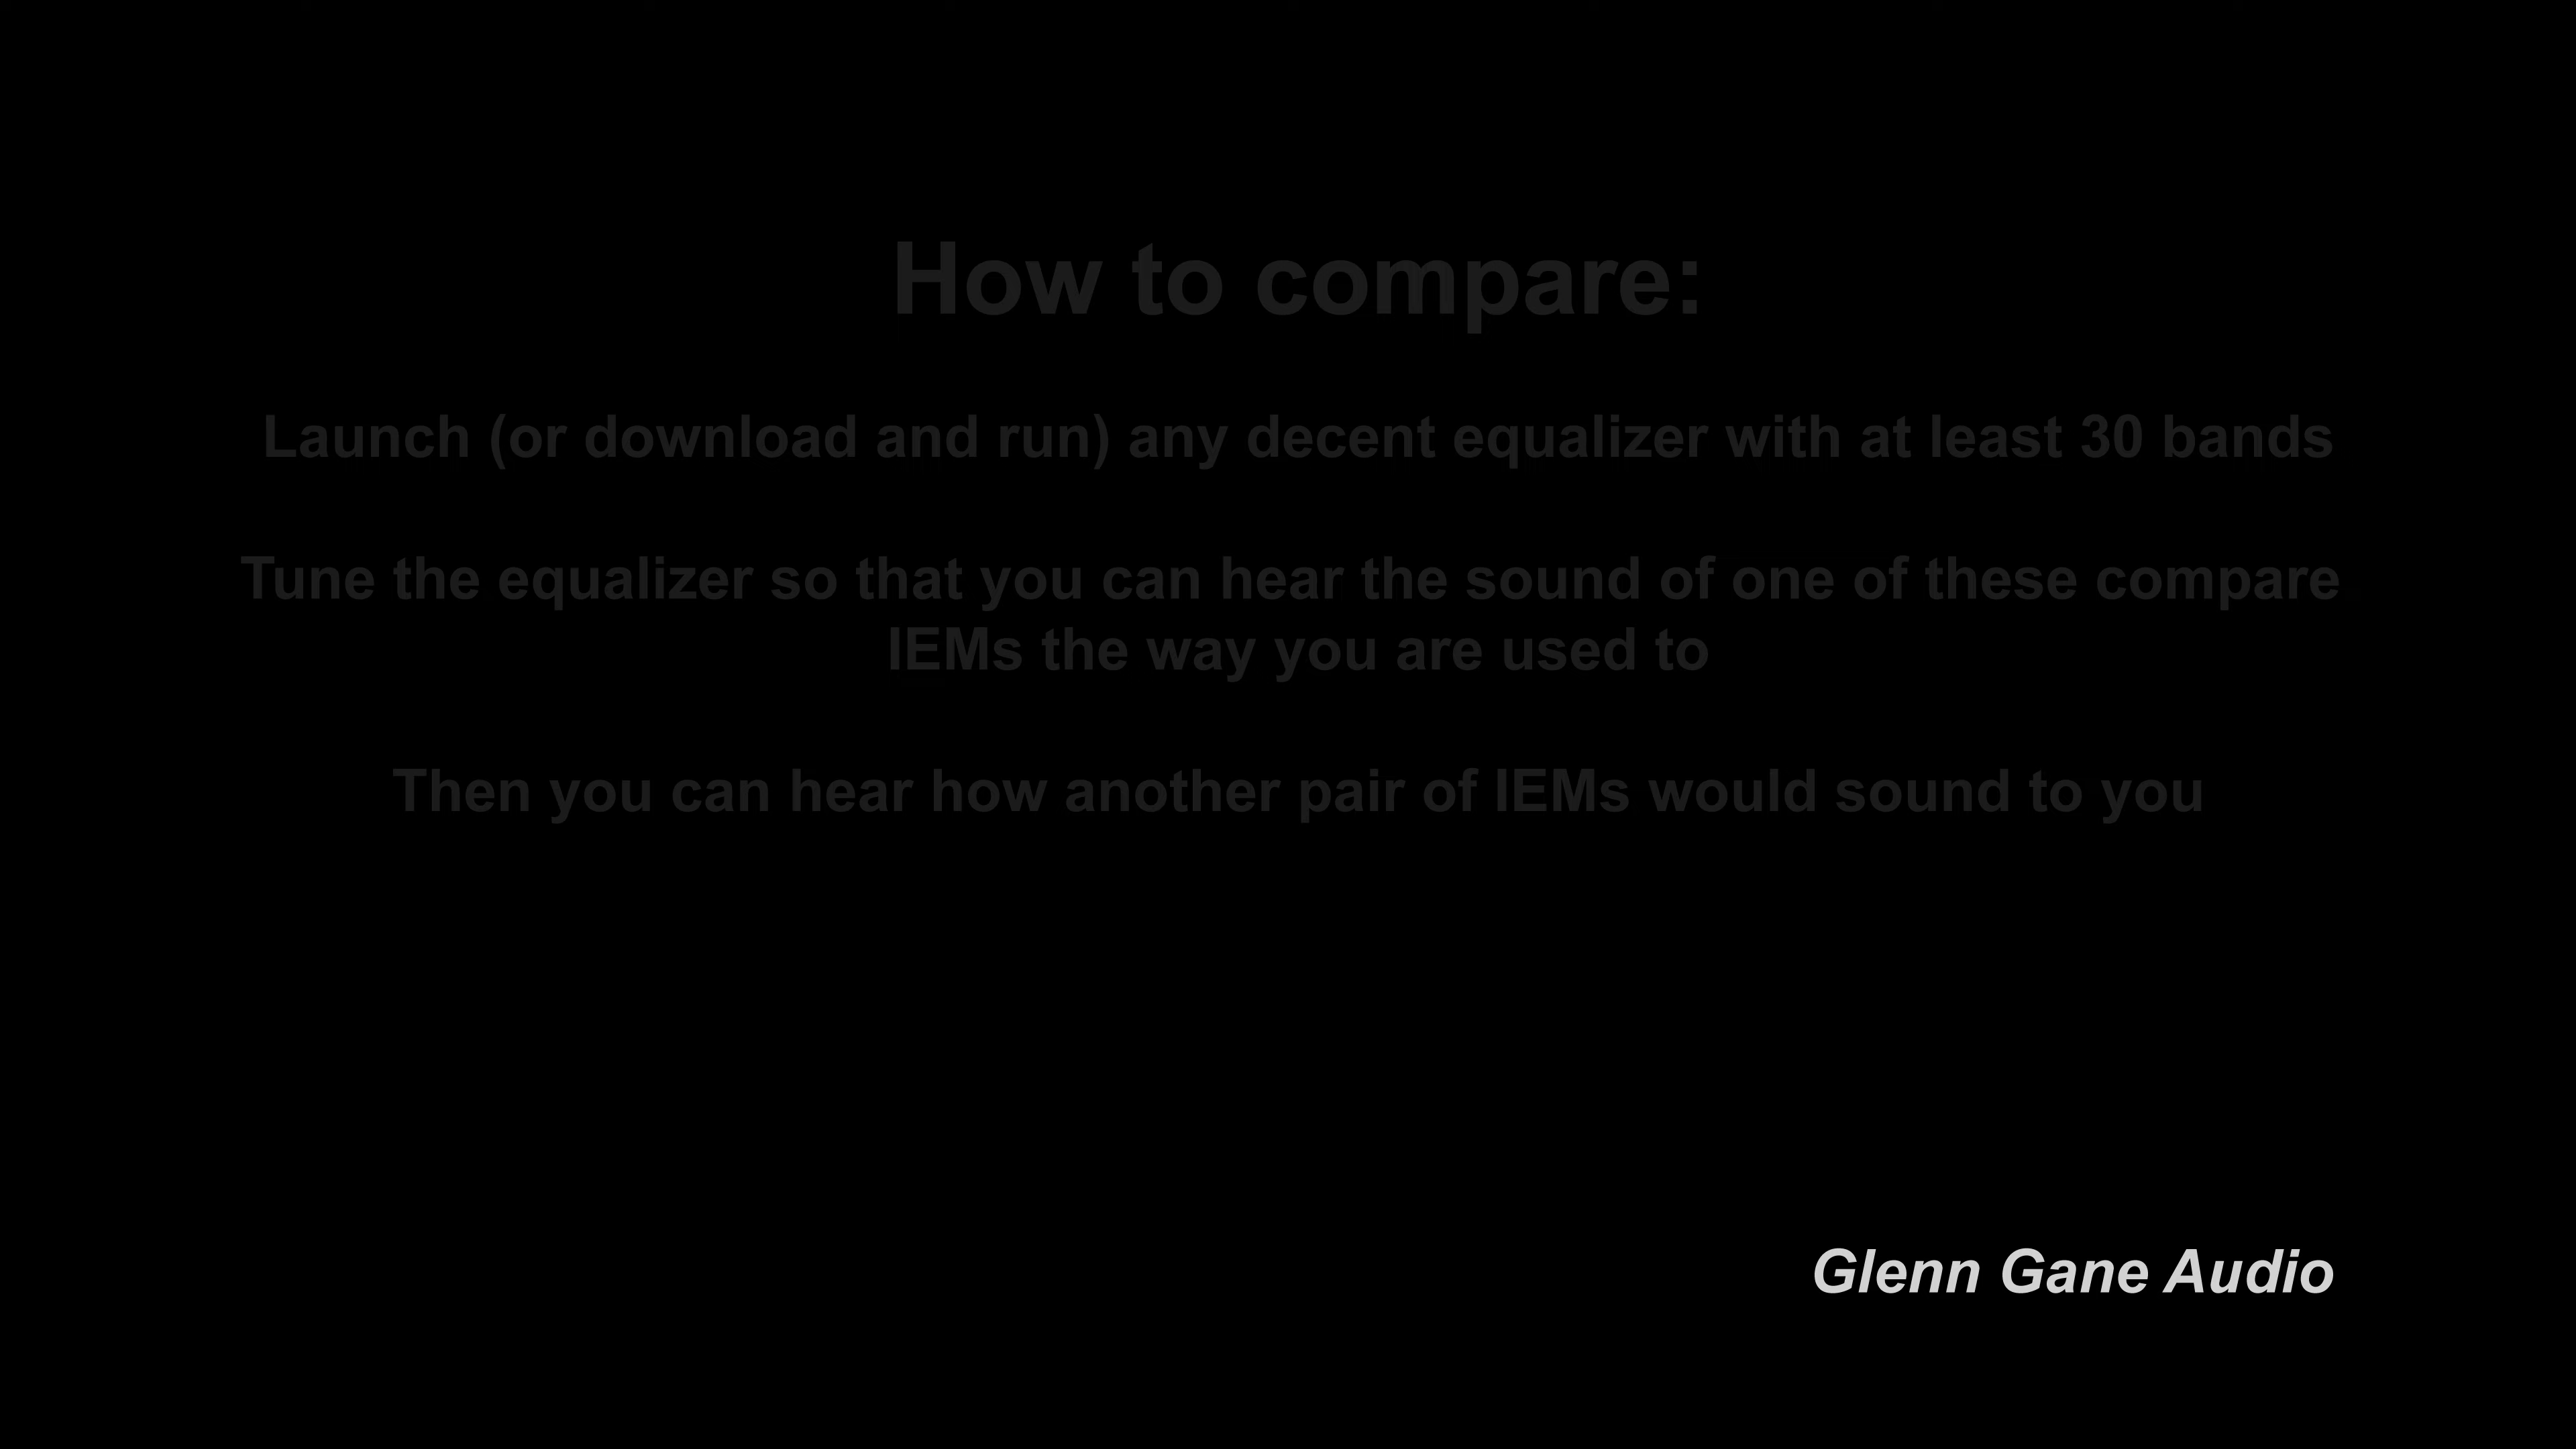 How to compare:
Launch (or download and run) any decent equalizer with at least 30 bands
Tune the equalizer so that you can hear the sound of one of these compare
IEMs the way you are used to
Then you can hear how another pair of IEMs would sound to you
Glenn Gane Audio